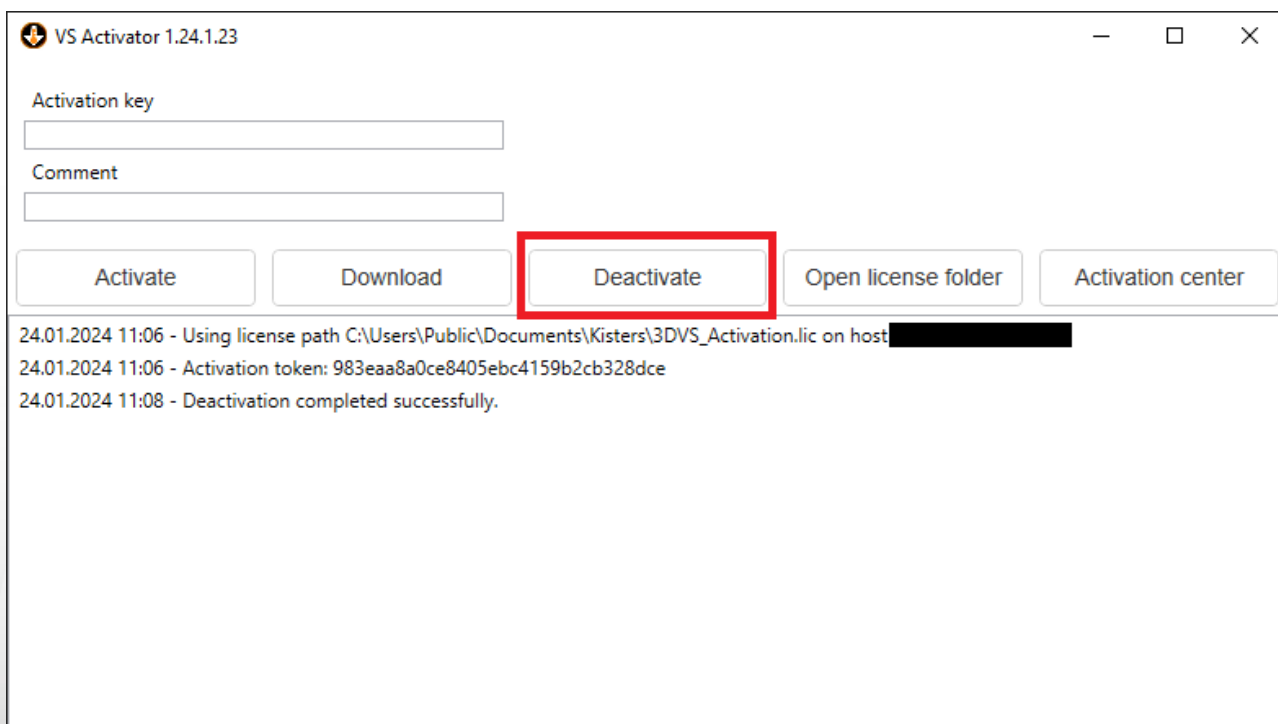 VS Activator 1.24.1.23
Activation key
Comment
Activate Download Deactivate Open license folder Activation center
24.01.2024 11:06 - Using license path C:\Users\Public\Documents\Kisters\3DVS_Activation.lic on host
24.01.2024 11:06 - Activation token: 983eaa8a0ce8405ebc4159b2cb328dce
24.01.2024 11:08 - Deactivation completed successfully.